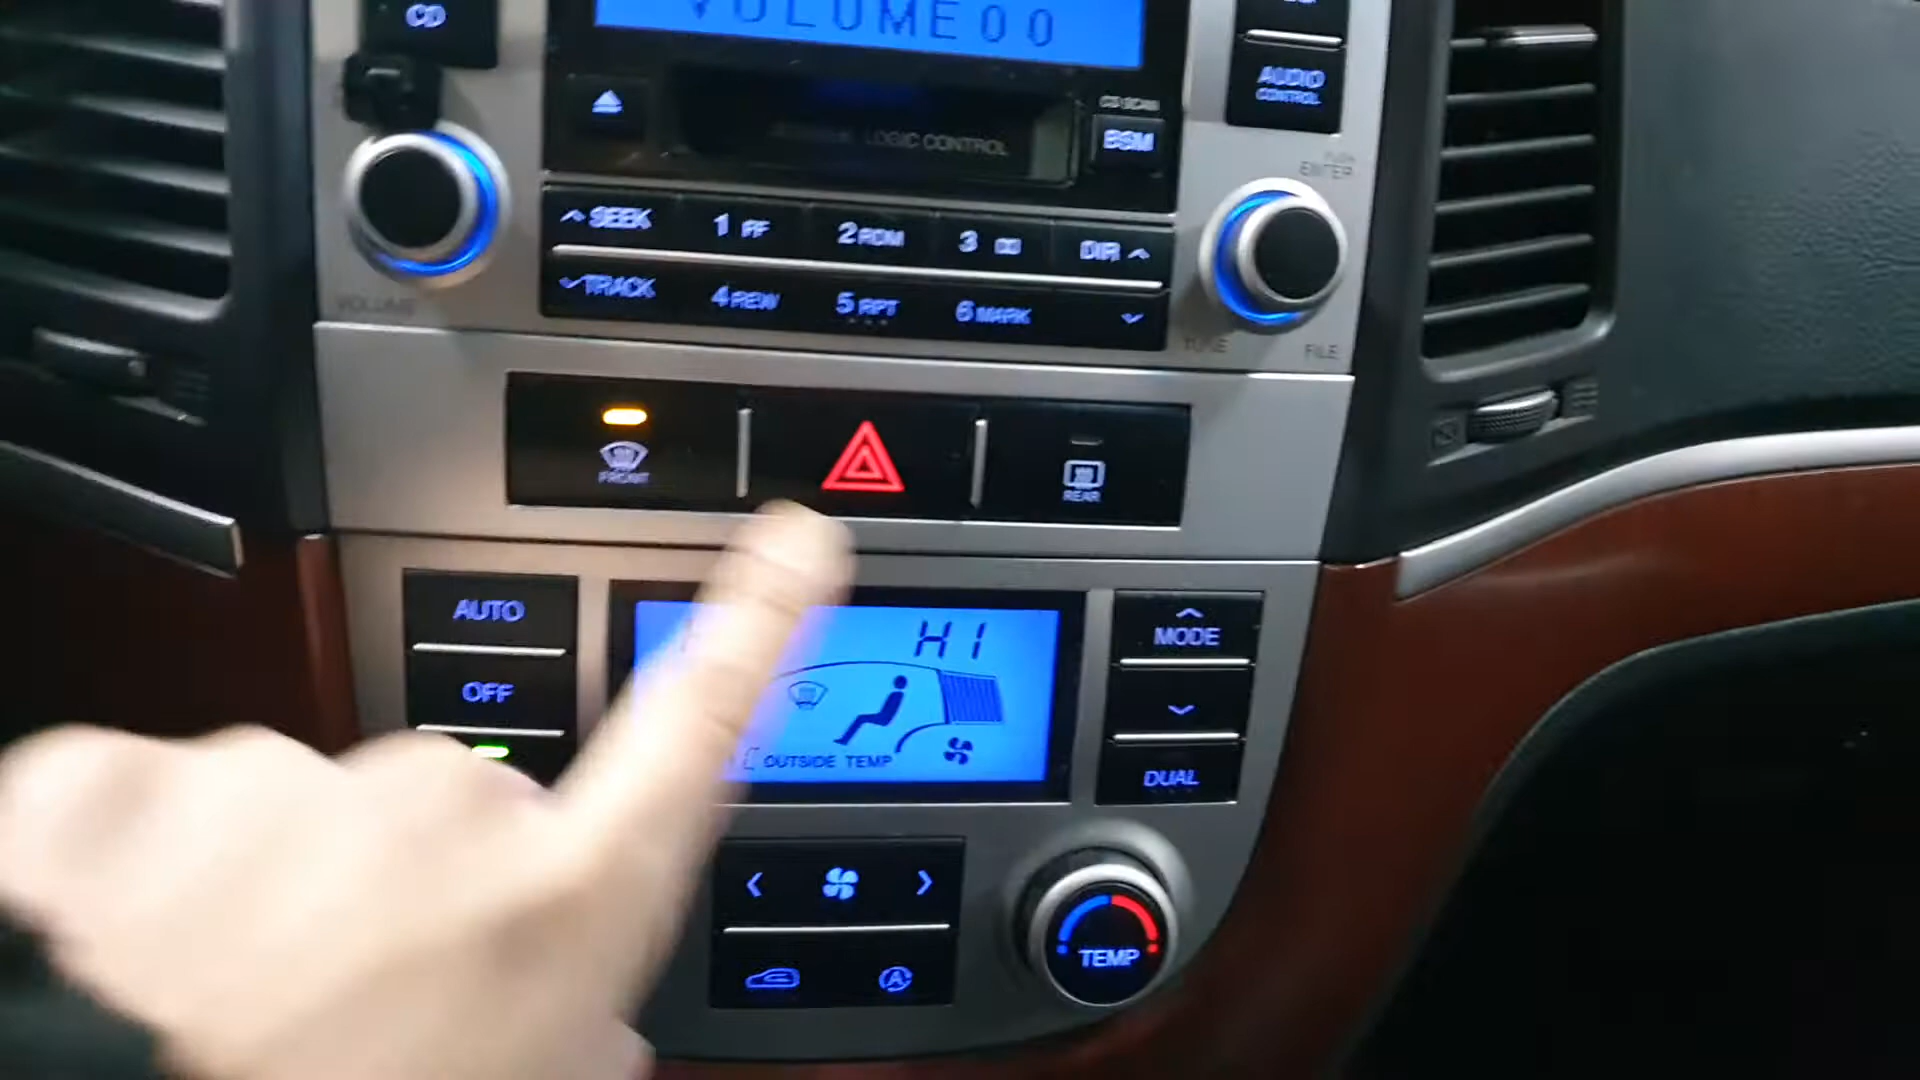 CD
VOLUME 00
AUDIO
CONTROL
CD SCAN
LOGIC CONTROL
BSM
PUSH
ENTER
SEEK
1 FF
2 RDM
3
DIR
TRACK
4 REW
5 RPT
6 MARK
VOLUME
TUNE
FILE
FRONT
REAR
AUTO
HI
MODE
OFF
OUTSIDE TEMP
DUAL
A
TEMP